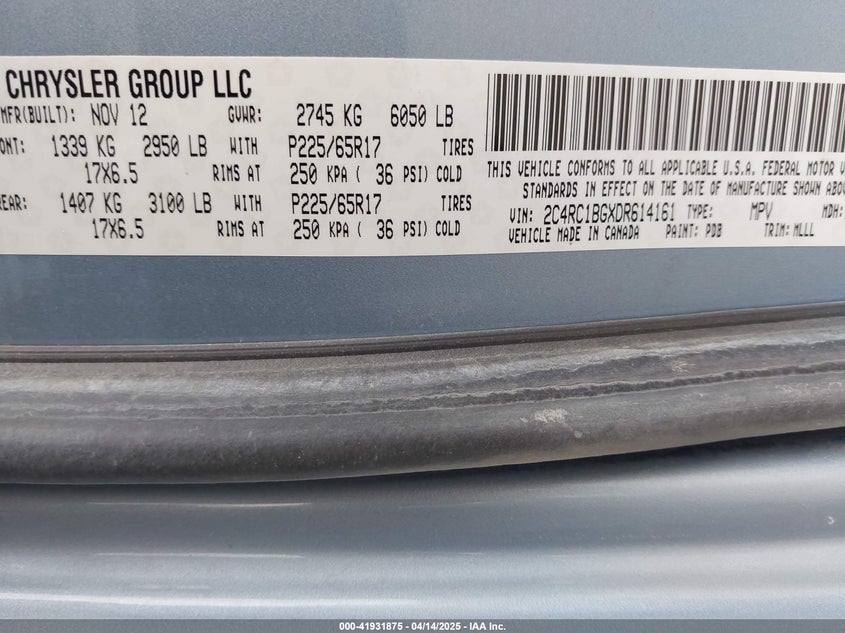 CHRYSLER GROUP LLC
MFR(BUILT): NOV 12 GVWR: 2745 KG 6050 LB
ONT: 1339 KG 2950 LB WITH P225/65R17 TIRES
17X6.5 RIMS AT 250 KPA ( 36 PSI) COLD
EAR: 1407 KG 3100 LB WITH P225/65R17 TIRES
17X6.5 RIMS AT 250 KPA ( 36 PSI) COLD
THIS VEHICLE CONFORMS TO ALL APPLICABLE U.S.A. FEDERAL MOTOR V
STANDARDS IN EFFECT ON THE DATE OF MANUFACTURE SHOWN ABO
VIN: 2C4RC1BGXDR614161 TYPE: MPV MDH:
VEHICLE MADE IN CANADA PAINT: PDB TRIM: MLLL
000-41931875 - 04/14/2025 - IAA Inc.